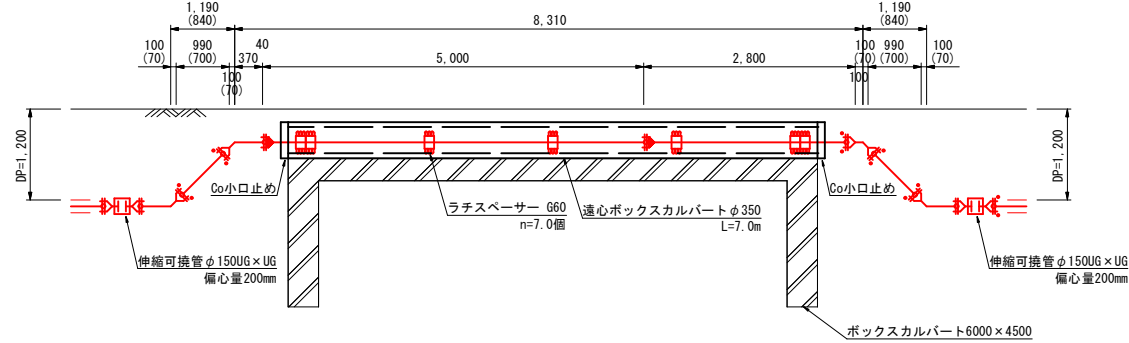 1,190
(840)
8,310
1,190
(840)
100
(70)
990
(700)
370
40
100
(70)
5,000
2,800
100
(70)
100
990
(700)
100
(70)
DP=1,200
DP=1,200
Co小口止め
Co小口止め
ラチスペーサー G60
n=7.0個
遠心ボックスカルバートφ350
L=7.0m
伸縮可撓管φ150UG×UG
偏心量200mm
伸縮可撓管φ150UG×UG
偏心量200mm
ボックスカルバート6000×4500